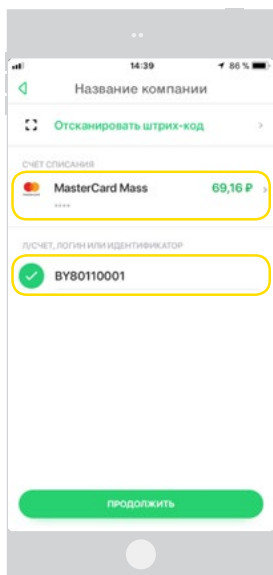 14:39
86 %
Название компании
Отсканировать штрих-код
СЧЕТ СПИСАНИЯ
MasterCard Mass 69,16 ₽
Л/СЧЕТ, ЛОГИН ИЛИ ИДЕНТИФИКАТОР
BY80110001
ПРОДОЛЖИТЬ